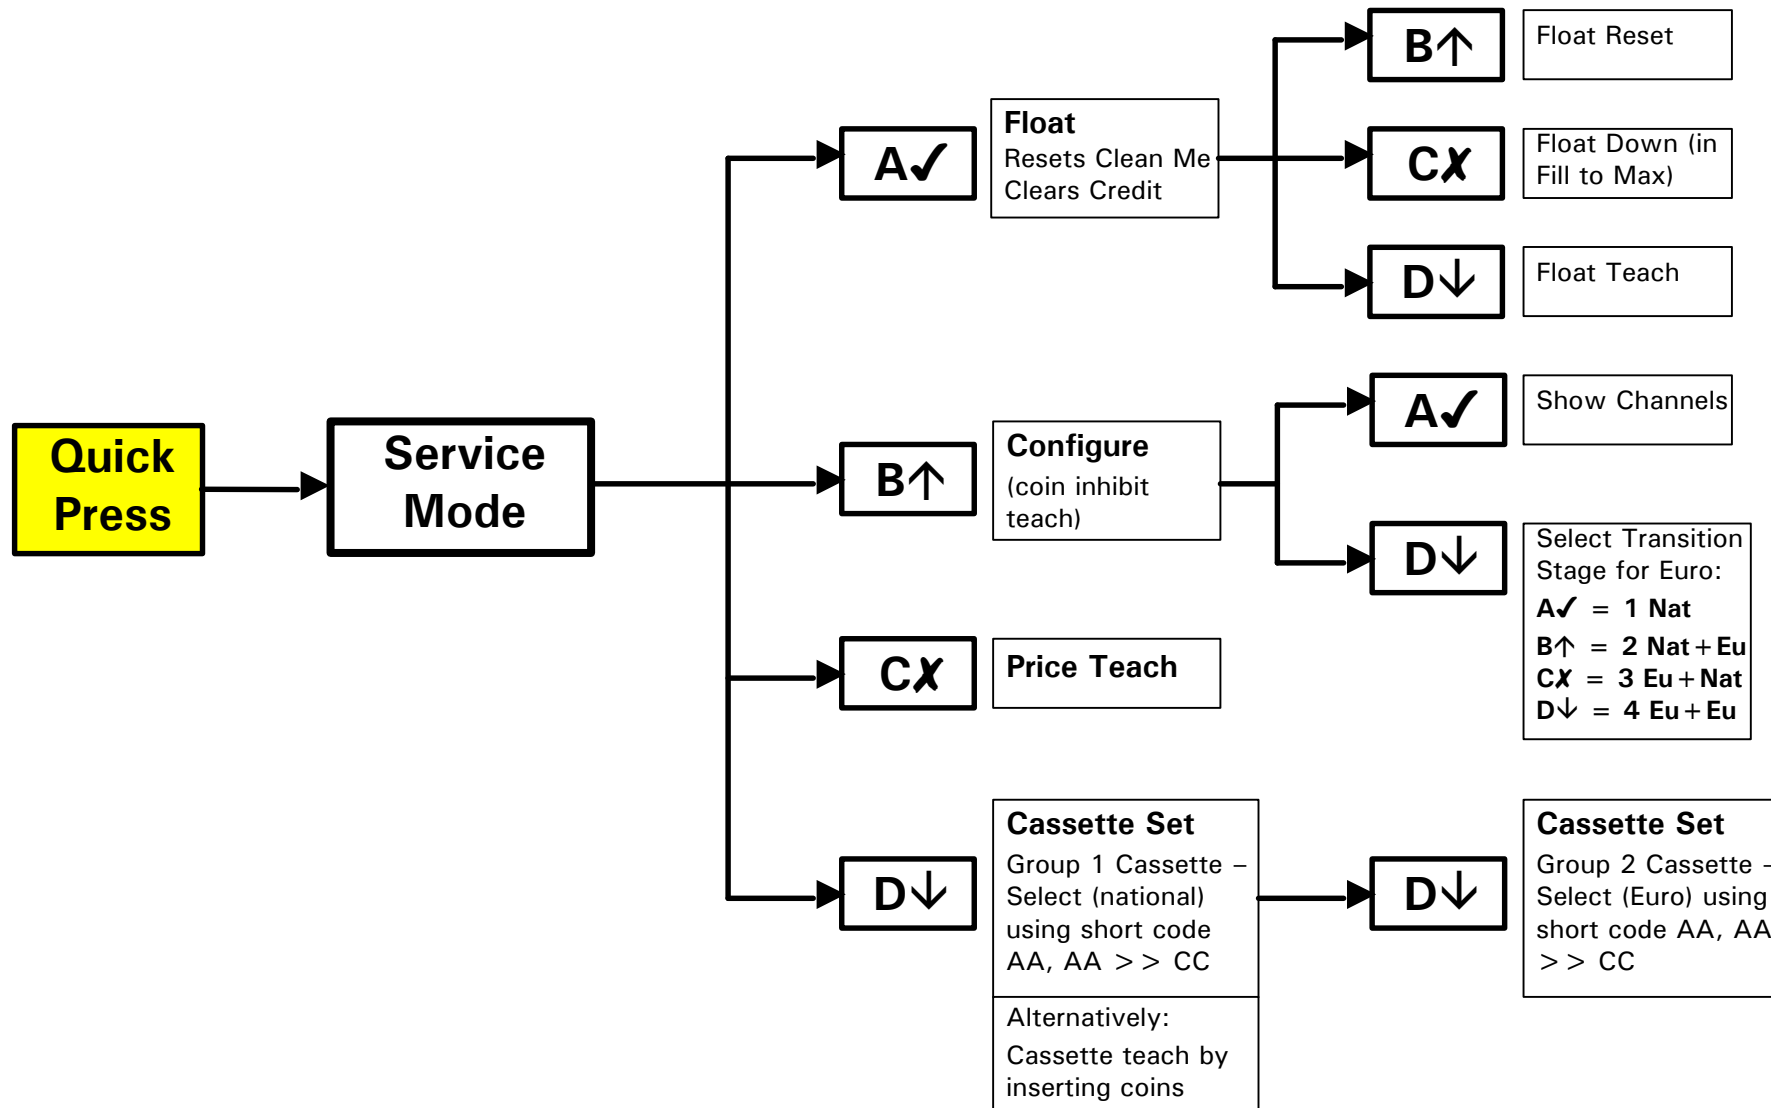 Quick
Press
Service
Mode
A✔
Float
Resets Clean Me
Clears Credit
B↑
Float Reset
C✗
Float Down (in
Fill to Max)
D↓
Float Teach
B↑
Configure
(coin inhibit
teach)
A✔
Show Channels
D↓
Select Transition
Stage for Euro:
A✔ = 1 Nat
B↑ = 2 Nat+Eu
C✗ = 3 Eu+Nat
D↓ = 4 Eu+Eu
C✗
Price Teach
D↓
Cassette Set
Group 1 Cassette –
Select (national)
using short code
AA, AA >> CC
Alternatively:
Cassette teach by
inserting coins
D↓
Cassette Set
Group 2 Cassette –
Select (Euro) using
short code AA, AA
>> CC